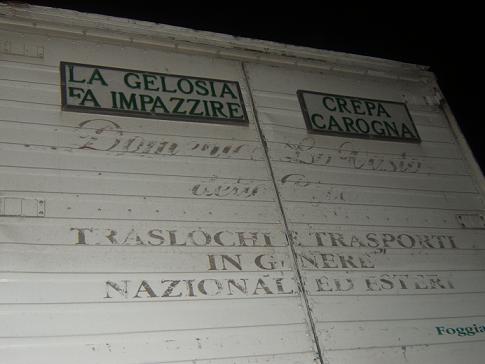 LA GELOSIA
FA IMPAZZIRE
CREPA
CAROGNA
TRASLOCHI E TRASPORTI
IN GENERE"
NAZIONALI ED ESTERI
Foggia